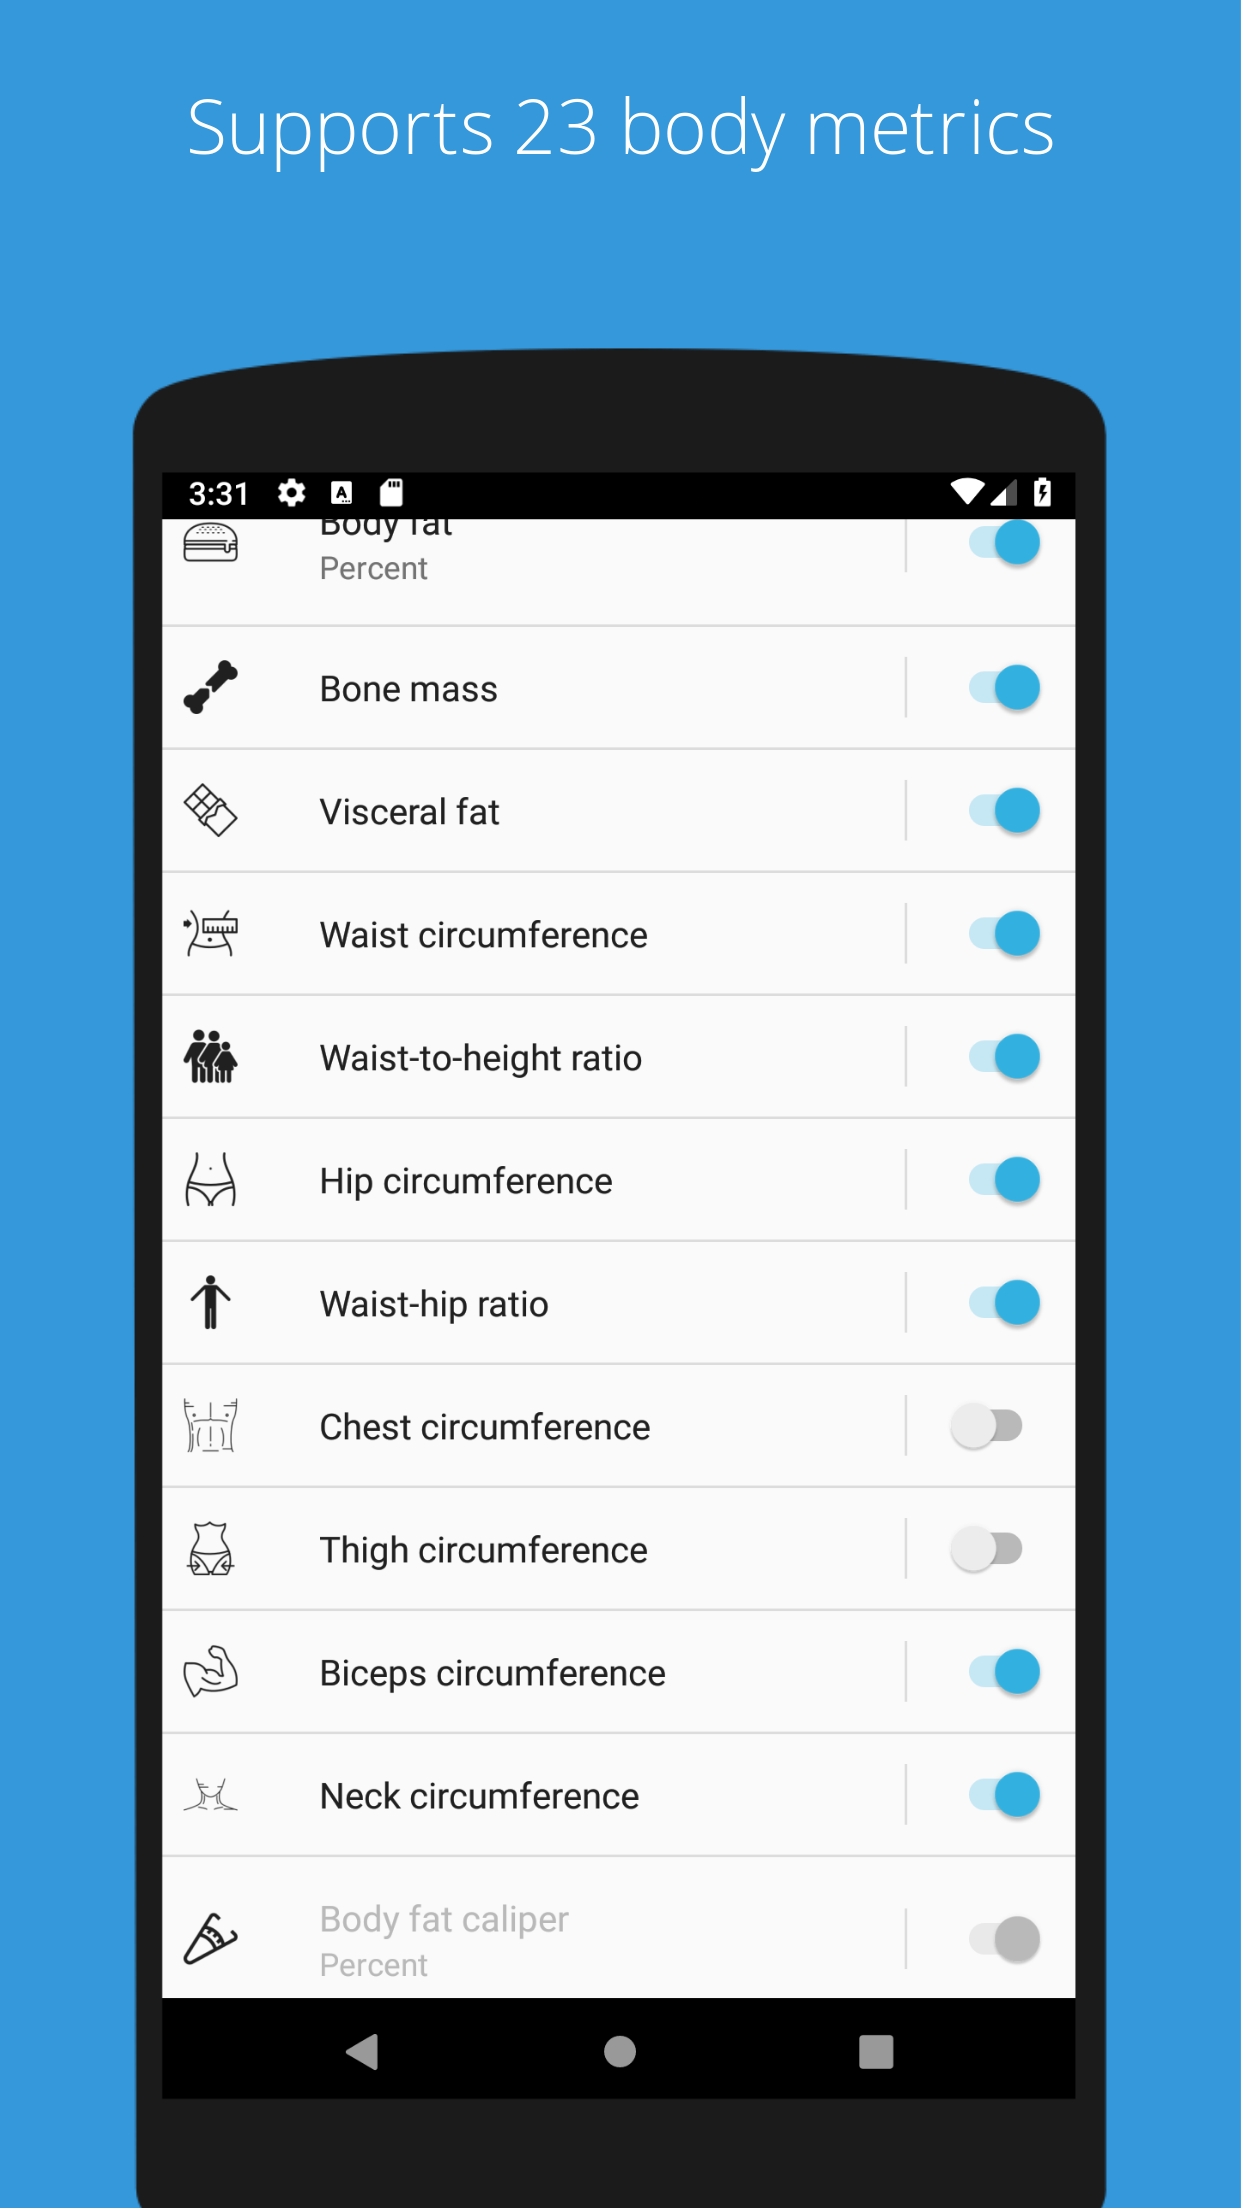 Supports 23 body metrics
3:31
Body fat
Percent
Bone mass
Visceral fat
Waist circumference
Waist-to-height ratio
Hip circumference
Waist-hip ratio
Chest circumference
Thigh circumference
Biceps circumference
Neck circumference
Body fat caliper
Percent